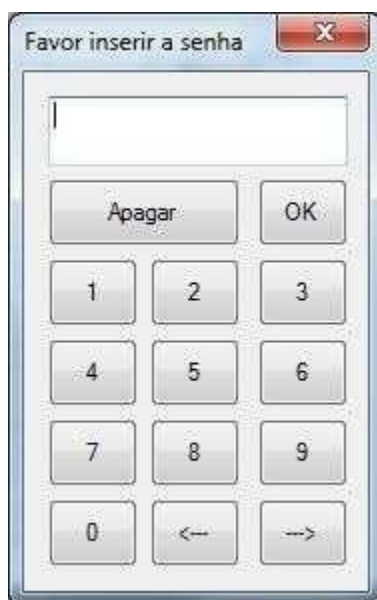 Favor inserir a senha
Apagar OK
1 2 3
4 5 6
7 8 9
0 <--- --->